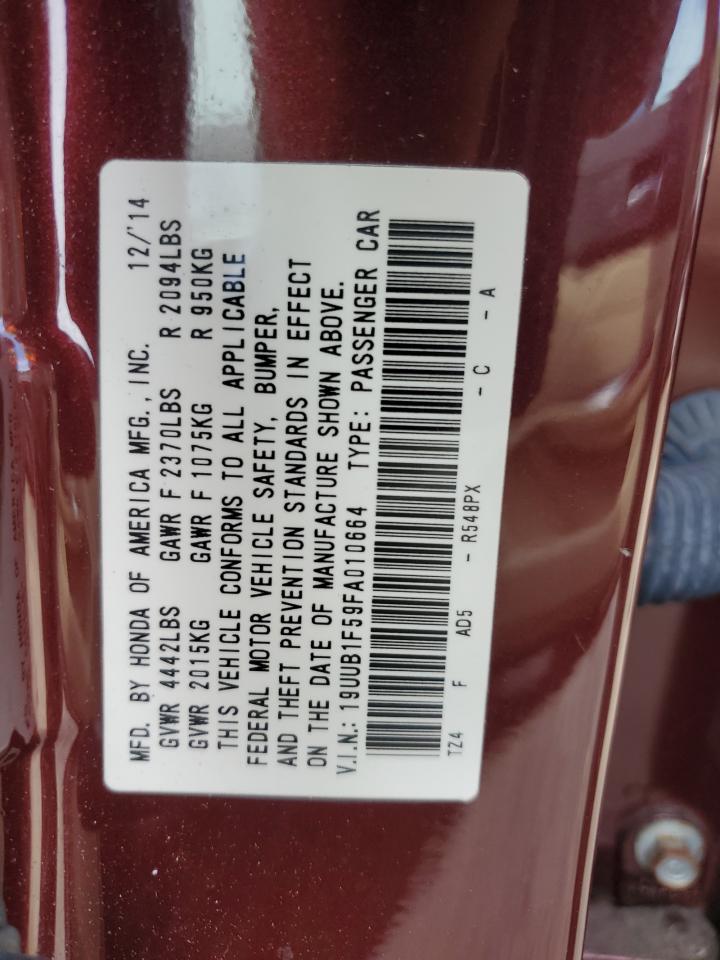 MFD. BY HONDA OF AMERICA MFG., INC. 12/'14
GVWR 4442LBS GAWR F 2370LBS R 2094LBS
GVWR 2015KG GAWR F 1075KG R 950KG
THIS VEHICLE CONFORMS TO ALL APPLICABLE
FEDERAL MOTOR VEHICLE SAFETY, BUMPER,
AND THEFT PREVENTION STANDARDS IN EFFECT
ON THE DATE OF MANUFACTURE SHOWN ABOVE.
V.I.N.: 19UUB1F59FA010664 TYPE: PASSENGER CAR
TZ4 F AD5 - R548PX - C - A